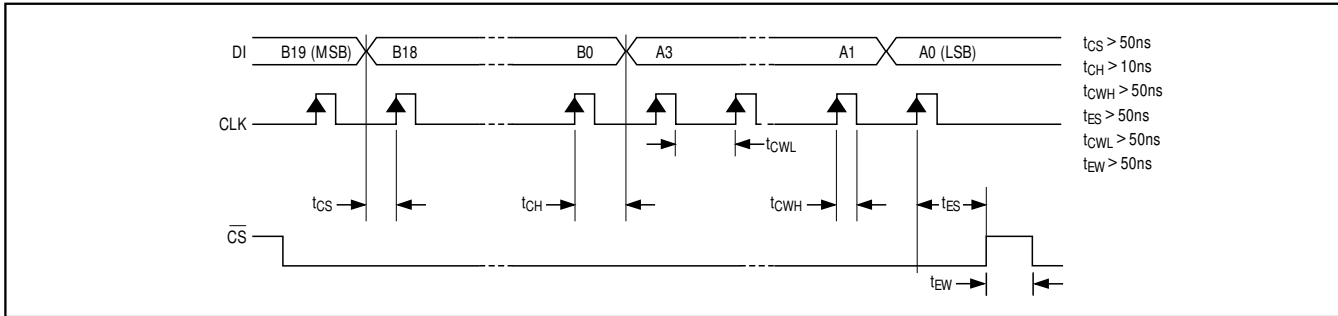 DI B19 (MSB) B18 B0 A3 A1 A0 (LSB)
CLK
tCWL
tCS tCH tCWH tES
CS
tEW
tCS > 50ns
tCH > 10ns
tCWH > 50ns
tES > 50ns
tCWL > 50ns
tEW > 50ns